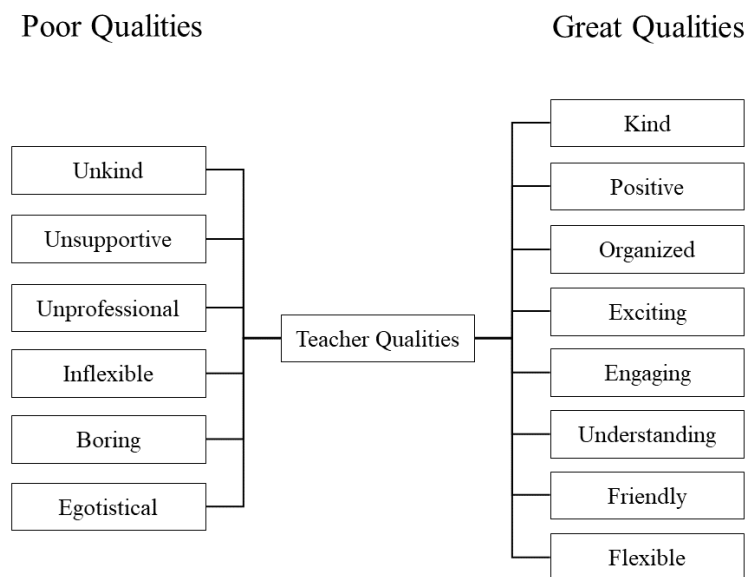 Poor Qualities
Great Qualities
Unkind
Unsupportive
Unprofessional
Inflexible
Boring
Egotistical
Teacher Qualities
Kind
Positive
Organized
Exciting
Engaging
Understanding
Friendly
Flexible